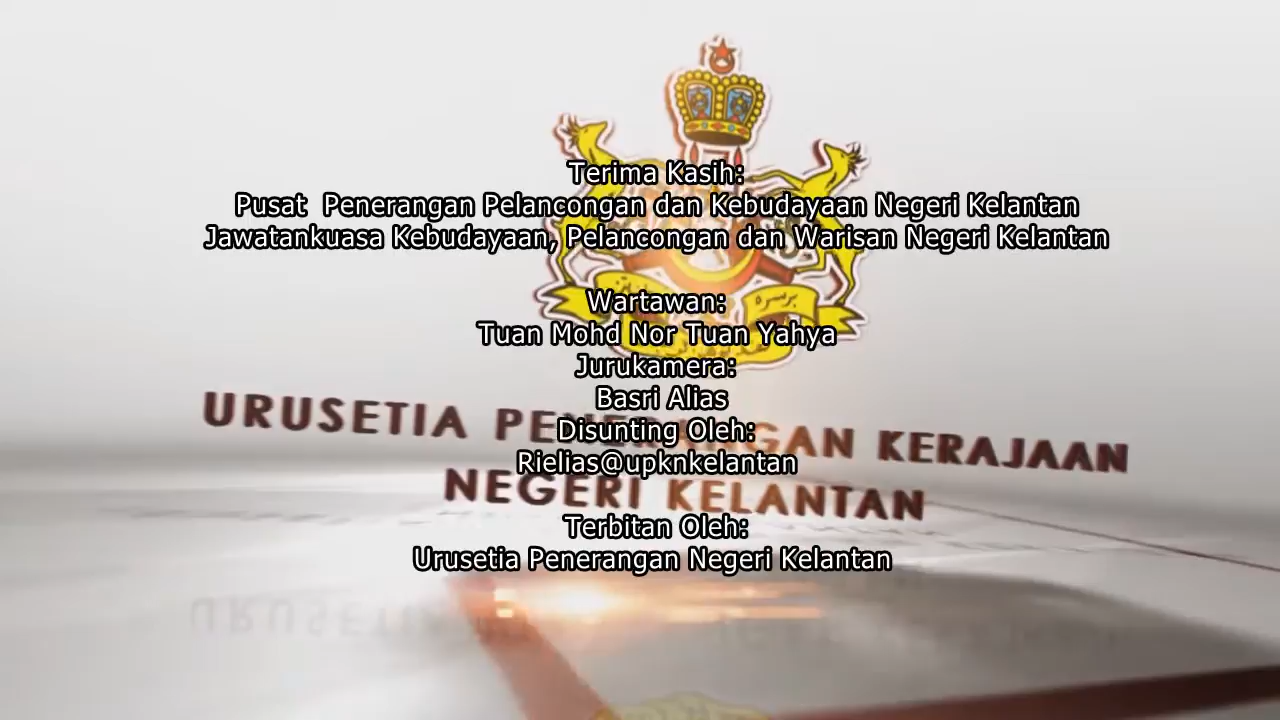 Terima Kasih:
Pusat  Penerangan Pelancongan dan Kebudayaan Negeri Kelantan
Jawatankuasa Kebudayaan, Pelancongan dan Warisan Negeri Kelantan
Wartawan:
Tuan Mohd Nor Tuan Yahya
Jurukamera:
Basri Alias
Disunting Oleh:
Rielias@upknkelantan
Terbitan Oleh:
Urusetia Penerangan Negeri Kelantan
URUSETIA PENERANGAN KERAJAAN
NEGERI KELANTAN